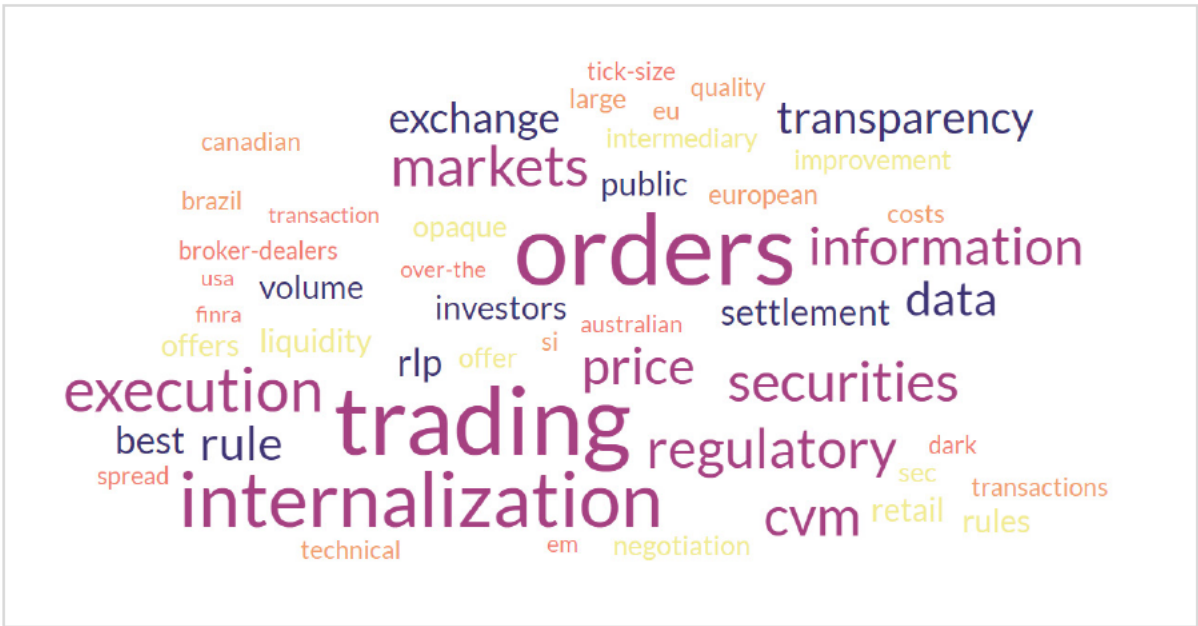 tick-size
large
quality
eu
exchange
transparency
canadian
intermediary
markets
improvement
public
european
brazil
transaction
opaque
costs
orders
information
broker-dealers
over-the
usa
volume
investors
settlement
data
finra
australian
offers
liquidity
si
rlp
offer
price
securities
execution
trading
best
rule
regulatory
dark
spread
sec
internalization
transactions
cvm
retail
rules
technical
em
negotiation